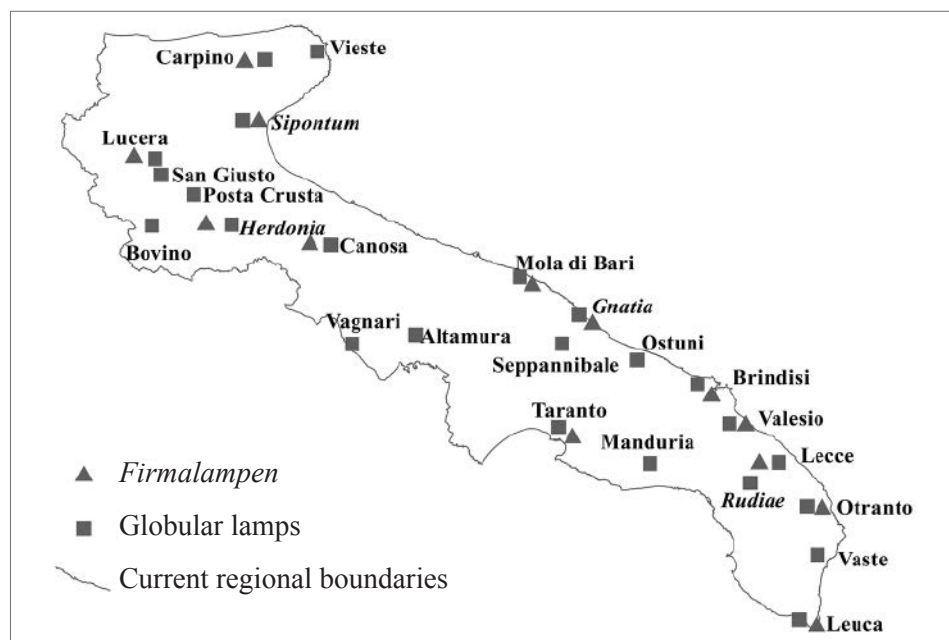 Vieste
Carpino
Sipontum
Lucera
San Giusto
Posta Crusta
Herdonia
Bovino
Canosa
Mola di Bari
Gnatia
Vagnari
Altamura
Ostuni
Seppannibale
Brindisi
Taranto
Valesio
Manduria
Lecce
Rudiae
Otranto
Vaste
Leuca
Firmalampen
Globular lamps
Current regional boundaries